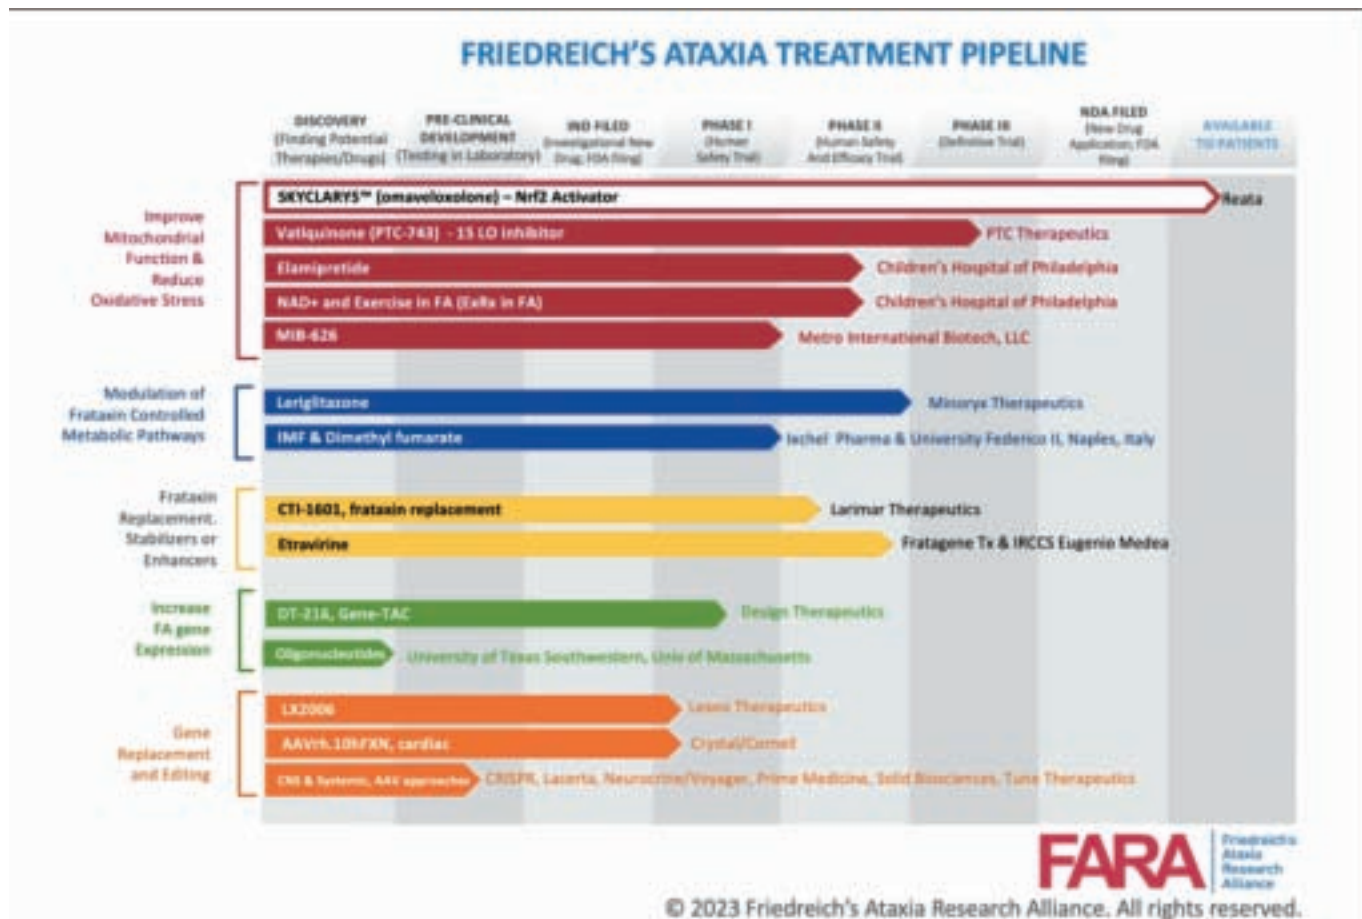 FRIEDREICH'S ATAXIA TREATMENT PIPELINE
DISCOVERY
(Finding Potential
Therapies/Drugs)
PRE-CLINICAL
DEVELOPMENT
(Testing in Laboratory)
IND FILED
(Investigational New
Drug; FDA filing)
PHASE I
(Human
Safety Trial)
PHASE II
(Human Safety
And Efficacy Trial)
PHASE III
(Definitive Trial)
NDA FILED
(New Drug
Application; FDA
filing)
AVAILABLE
TO PATIENTS
Improve
Mitochondrial
Function &
Reduce
Oxidative Stress
SKYCLARYS™ (omaveloxolone) – Nrf2 Activator
Reata
Vatiquinone (PTC-743) - 15 LO Inhibitor
PTC Therapeutics
Elamipretide
Children's Hospital of Philadelphia
NAD+ and Exercise in FA (ExRx in FA)
Children's Hospital of Philadelphia
MIB-626
Metro International Biotech, LLC
Modulation of
Frataxin Controlled
Metabolic Pathways
Leriglitazone
Minoryx Therapeutics
IMF & Dimethyl fumarate
Ixchel Pharma & University Federico II, Naples, Italy
Frataxin
Replacement.
Stabilizers or
Enhancers
CTI-1601, frataxin replacement
Larimar Therapeutics
Etravirine
Fratagene Tx & IRCCS Eugenio Medea
Increase
FA gene
Expression
DT-216, Gene-TAC
Design Therapeutics
Oligonucleotides
University of Texas Southwestern, Univ of Massachusetts
Gene
Replacement
and Editing
LX2006
Lexeo Therapeutics
AAVrh.10hFXN, cardiac
Crystal/Cornell
CNS & Systemic, AAV approaches
CRISPR, Lacerta, Neurocrine/Voyager, Prime Medicine, Solid Biosciences, Tune Therapeutics
FARA
Friedreich's
Ataxia
Research
Alliance
© 2023 Friedreich's Ataxia Research Alliance. All rights reserved.